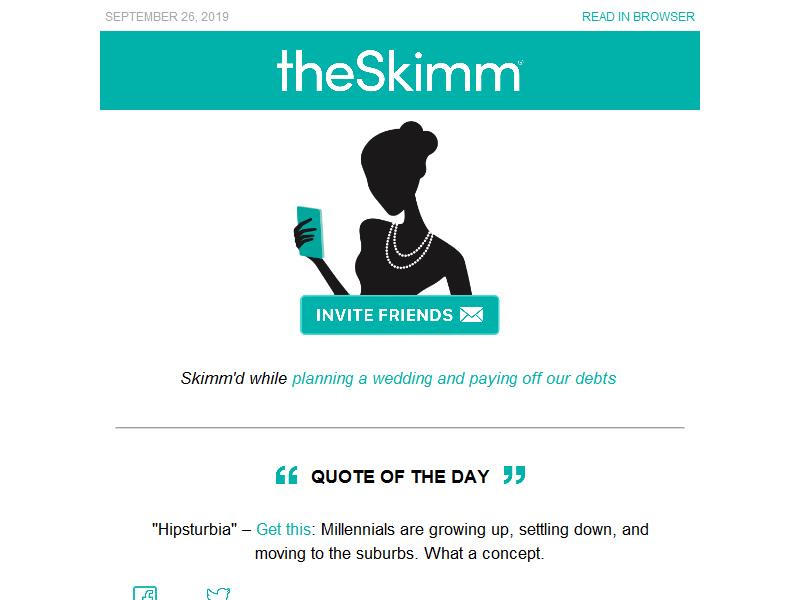 SEPTEMBER 26, 2019 READ IN BROWSER
theSkimm®
INVITE FRIENDS
Skimm'd while planning a wedding and paying off our debts
“ QUOTE OF THE DAY ”
"Hipsturbia" – Get this: Millennials are growing up, settling down, and
moving to the suburbs. What a concept.